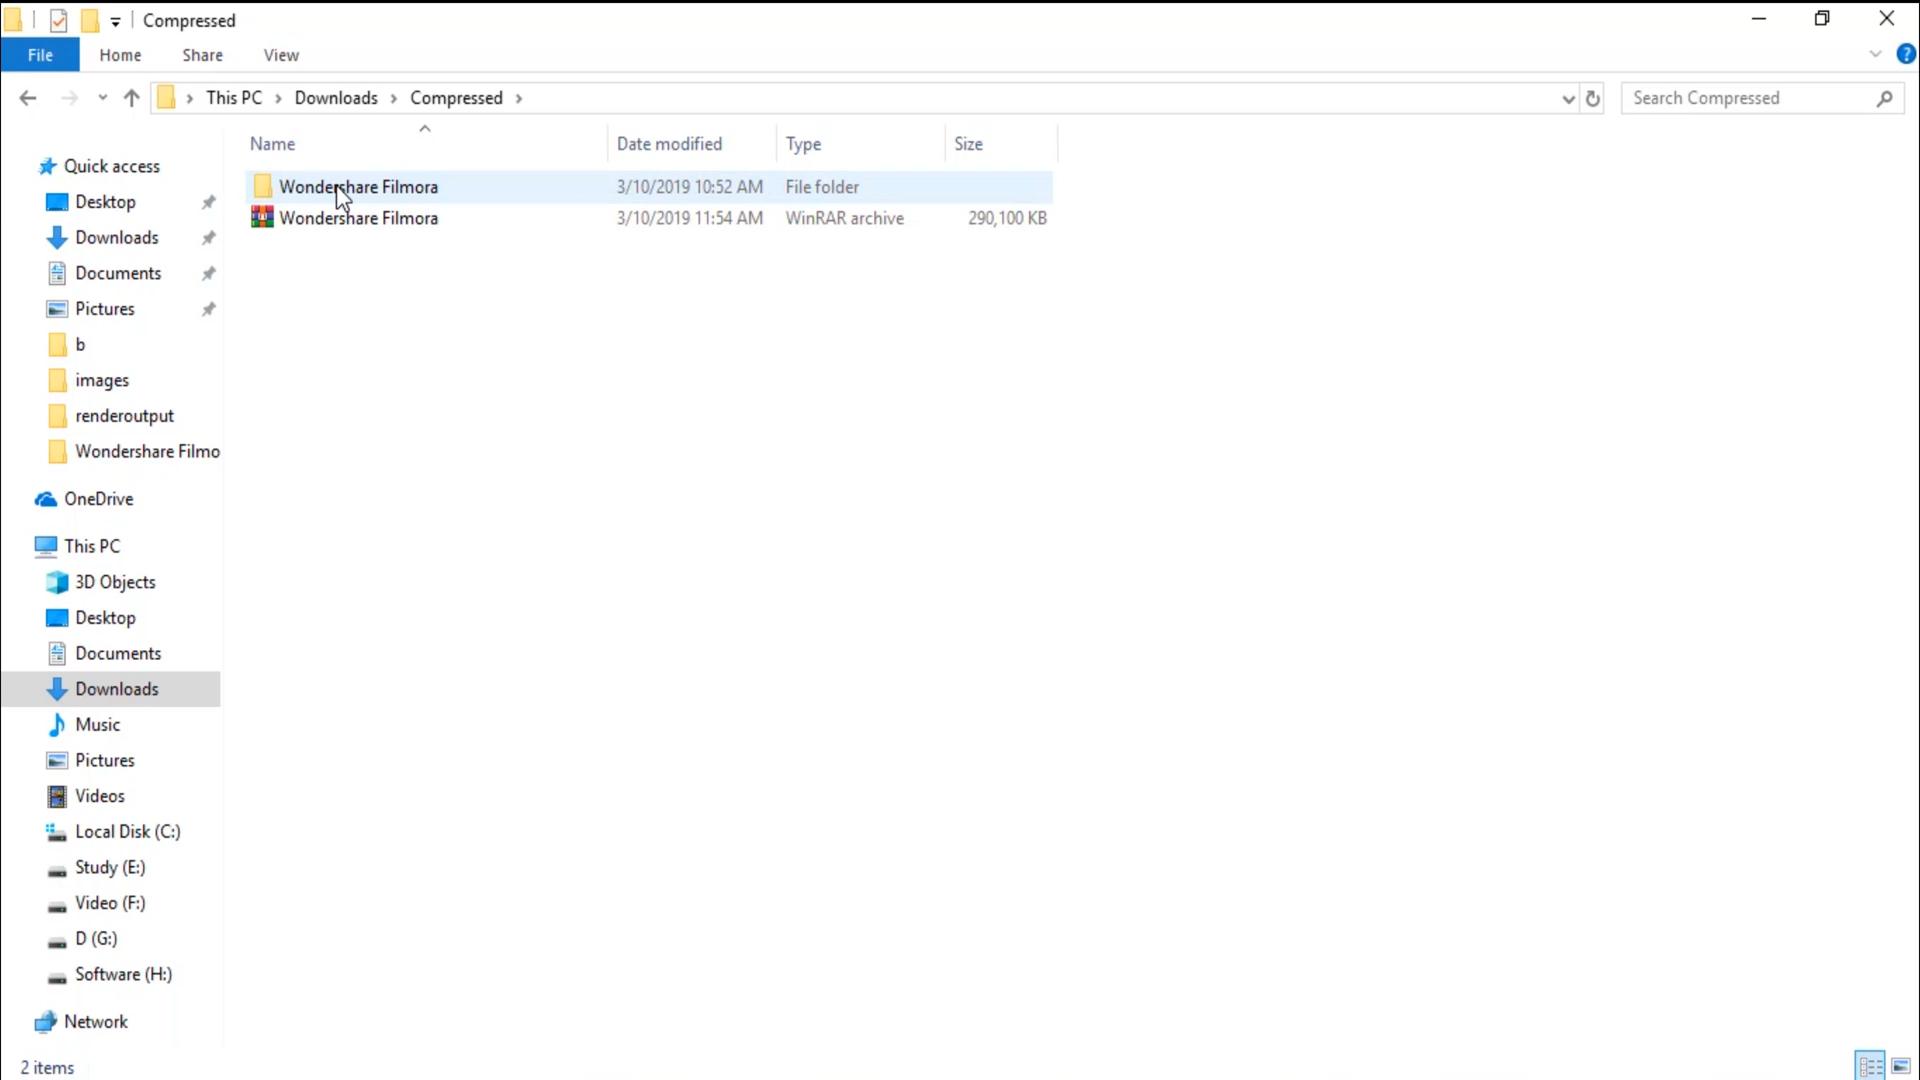 Compressed
File Home Share View
This PC Downloads Compressed Search Compressed
Name Date modified Type Size
Wondershare Filmora 3/10/2019 10:52 AM File folder
Wondershare Filmora 3/10/2019 11:54 AM WinRAR archive 290,100 KB
Quick access
Desktop
Downloads
Documents
Pictures
b
images
renderoutput
Wondershare Filmo
OneDrive
This PC
3D Objects
Desktop
Documents
Downloads
Music
Pictures
Videos
Local Disk (C:)
Study (E:)
Video (F:)
D (G:)
Software (H:)
Network
2 items